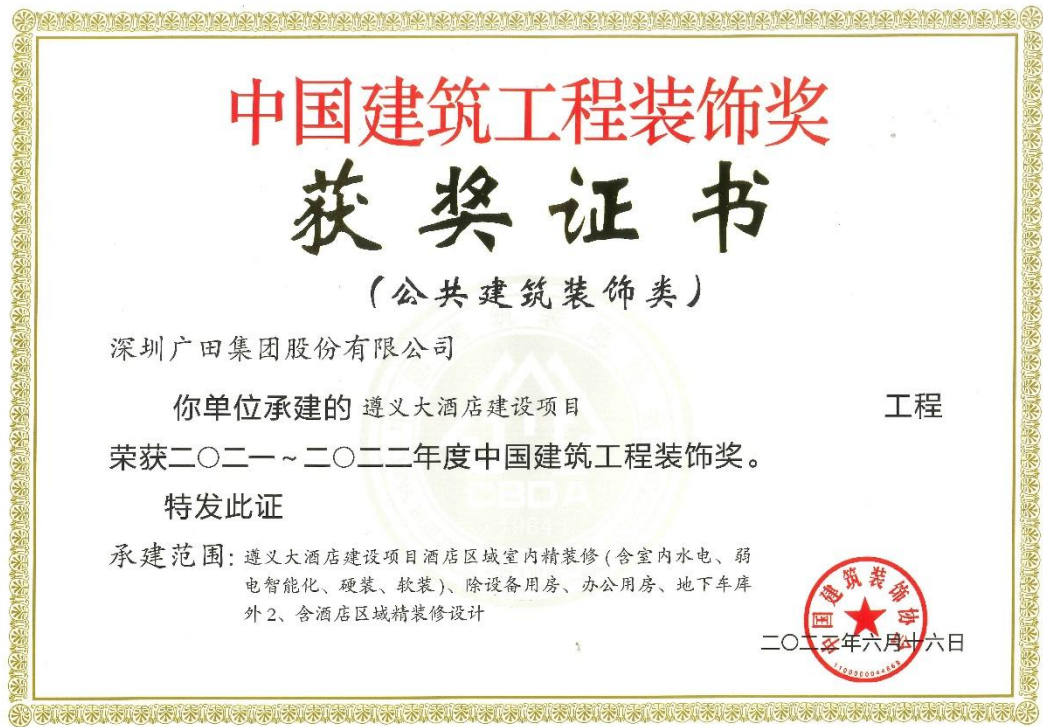 中国建筑工程装饰奖
获奖证书
(公共建筑装饰类)
深圳广田集团股份有限公司
你单位承建的 遵义大酒店建设项目 工程
荣获二〇二一~二〇二二年度中国建筑工程装饰奖。
特发此证
承建范围: 遵义大酒店建设项目酒店区域室内精装修(含室内水电、弱
电智能化、硬装、软装)、除设备用房、办公用房、地下车库
外2、含酒店区域精装修设计
中国建筑装饰协会
年六月十六日
CBDA